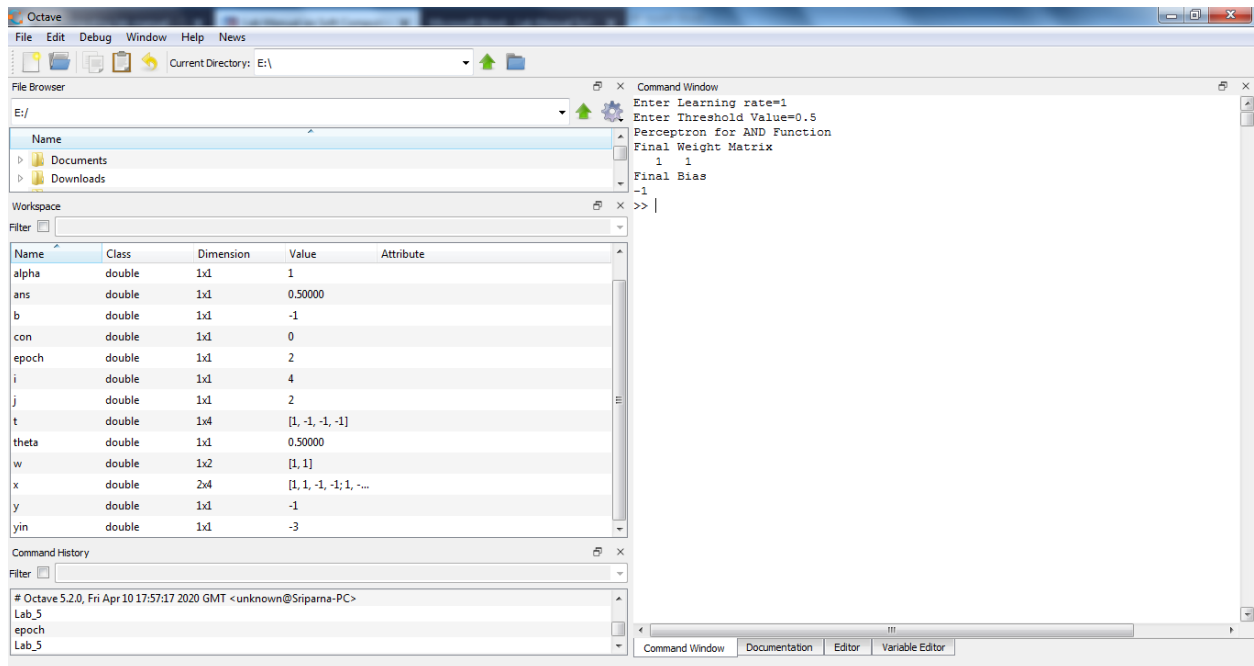 Octave
File Edit Debug Window Help News
Current Directory: E:\
File Browser
E:/
Name
Documents
Downloads
Workspace
Filter
Name Class Dimension Value Attribute
alpha double 1x1 1
ans double 1x1 0.50000
b double 1x1 -1
con double 1x1 0
epoch double 1x1 2
i double 1x1 4
j double 1x1 2
t double 1x4 [1, -1, -1, -1]
theta double 1x1 0.50000
w double 1x2 [1, 1]
x double 2x4 [1, 1, -1, -1; 1, -...
y double 1x1 -1
yin double 1x1 -3
Command History
Filter
# Octave 5.2.0, Fri Apr 10 17:57:17 2020 GMT <unknown@Sriparna-PC>
Lab_5
epoch
Lab_5
Command Window
Enter Learning rate=1
Enter Threshold Value=0.5
Perceptron for AND Function
Final Weight Matrix
1 1
Final Bias
-1
>>
Command Window Documentation Editor Variable Editor